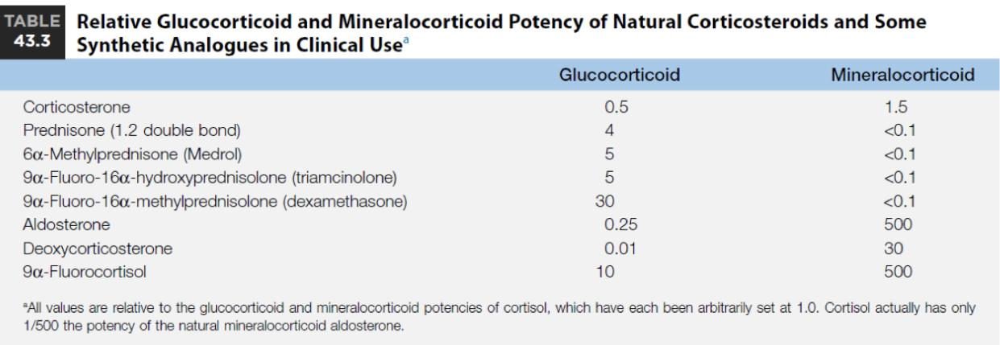 TABLE 43.3 Relative Glucocorticoid and Mineralocorticoid Potency of Natural Corticosteroids and Some
Synthetic Analogues in Clinical Useᵃ
Glucocorticoid Mineralocorticoid
Corticosterone 0.5 1.5
Prednisone (1.2 double bond) 4 <0.1
6α-Methylprednisone (Medrol) 5 <0.1
9α-Fluoro-16α-hydroxyprednisolone (triamcinolone) 5 <0.1
9α-Fluoro-16α-methylprednisolone (dexamethasone) 30 <0.1
Aldosterone 0.25 500
Deoxycorticosterone 0.01 30
9α-Fluorocortisol 10 500
ᵃAll values are relative to the glucocorticoid and mineralocorticoid potencies of cortisol, which have each been arbitrarily set at 1.0. Cortisol actually has only
1/500 the potency of the natural mineralocorticoid aldosterone.